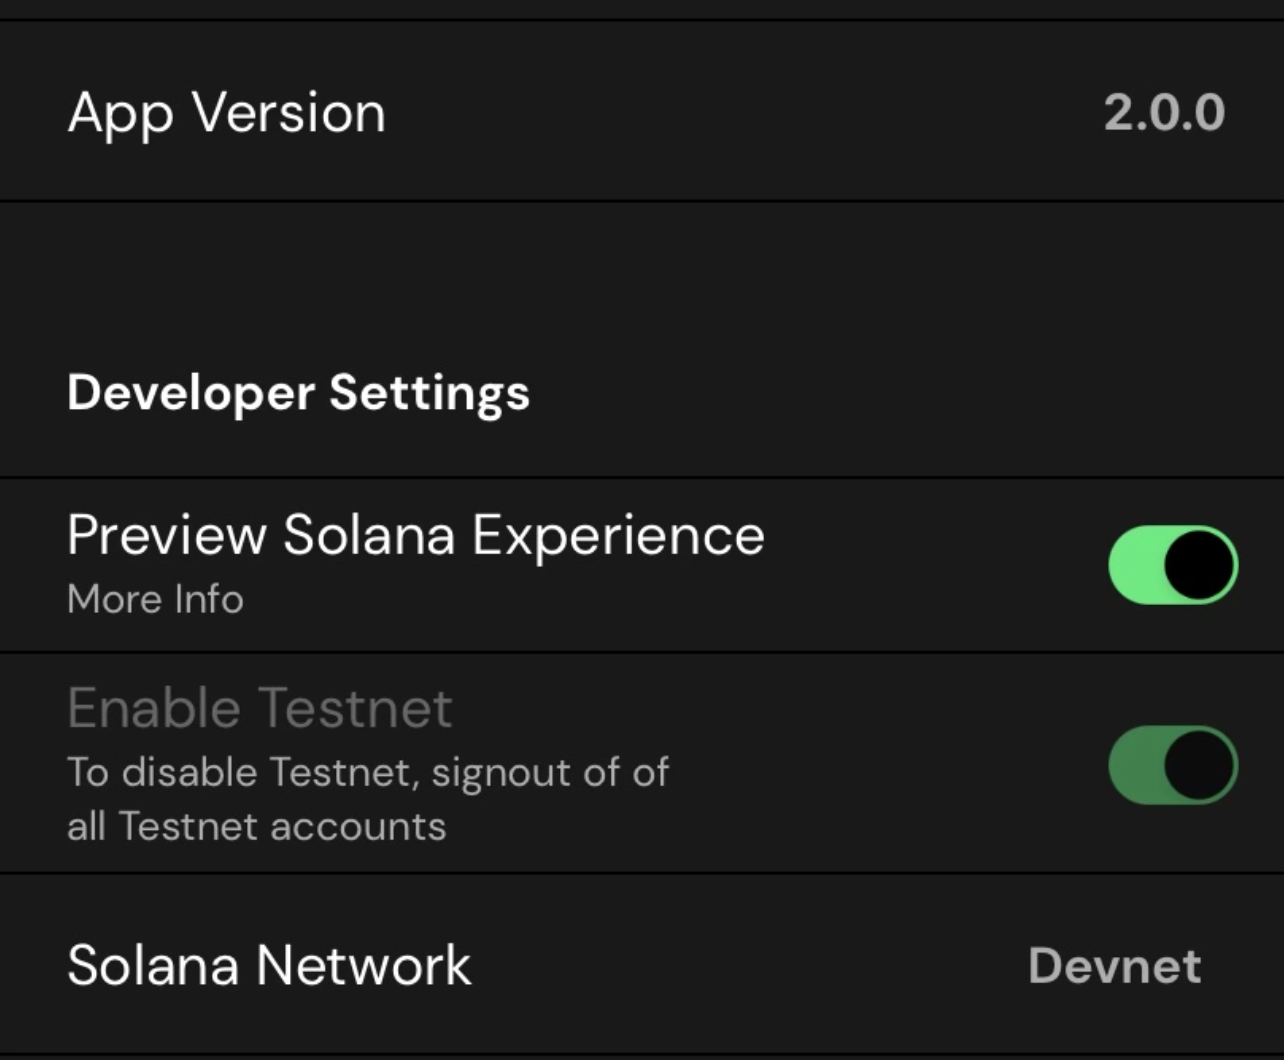 App Version
2.0.0
Developer Settings
Preview Solana Experience
More Info
Enable Testnet
To disable Testnet, signout of of
all Testnet accounts
Solana Network
Devnet